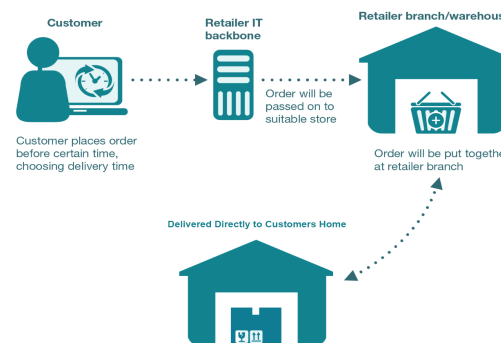 Customer
Retailer IT
backbone
Retailer branch/warehous
Order will be
passed on to
suitable store
Customer places order
before certain time,
choosing delivery time
Order will be put togethe
at retailer branch
Delivered Directly to Customers Home